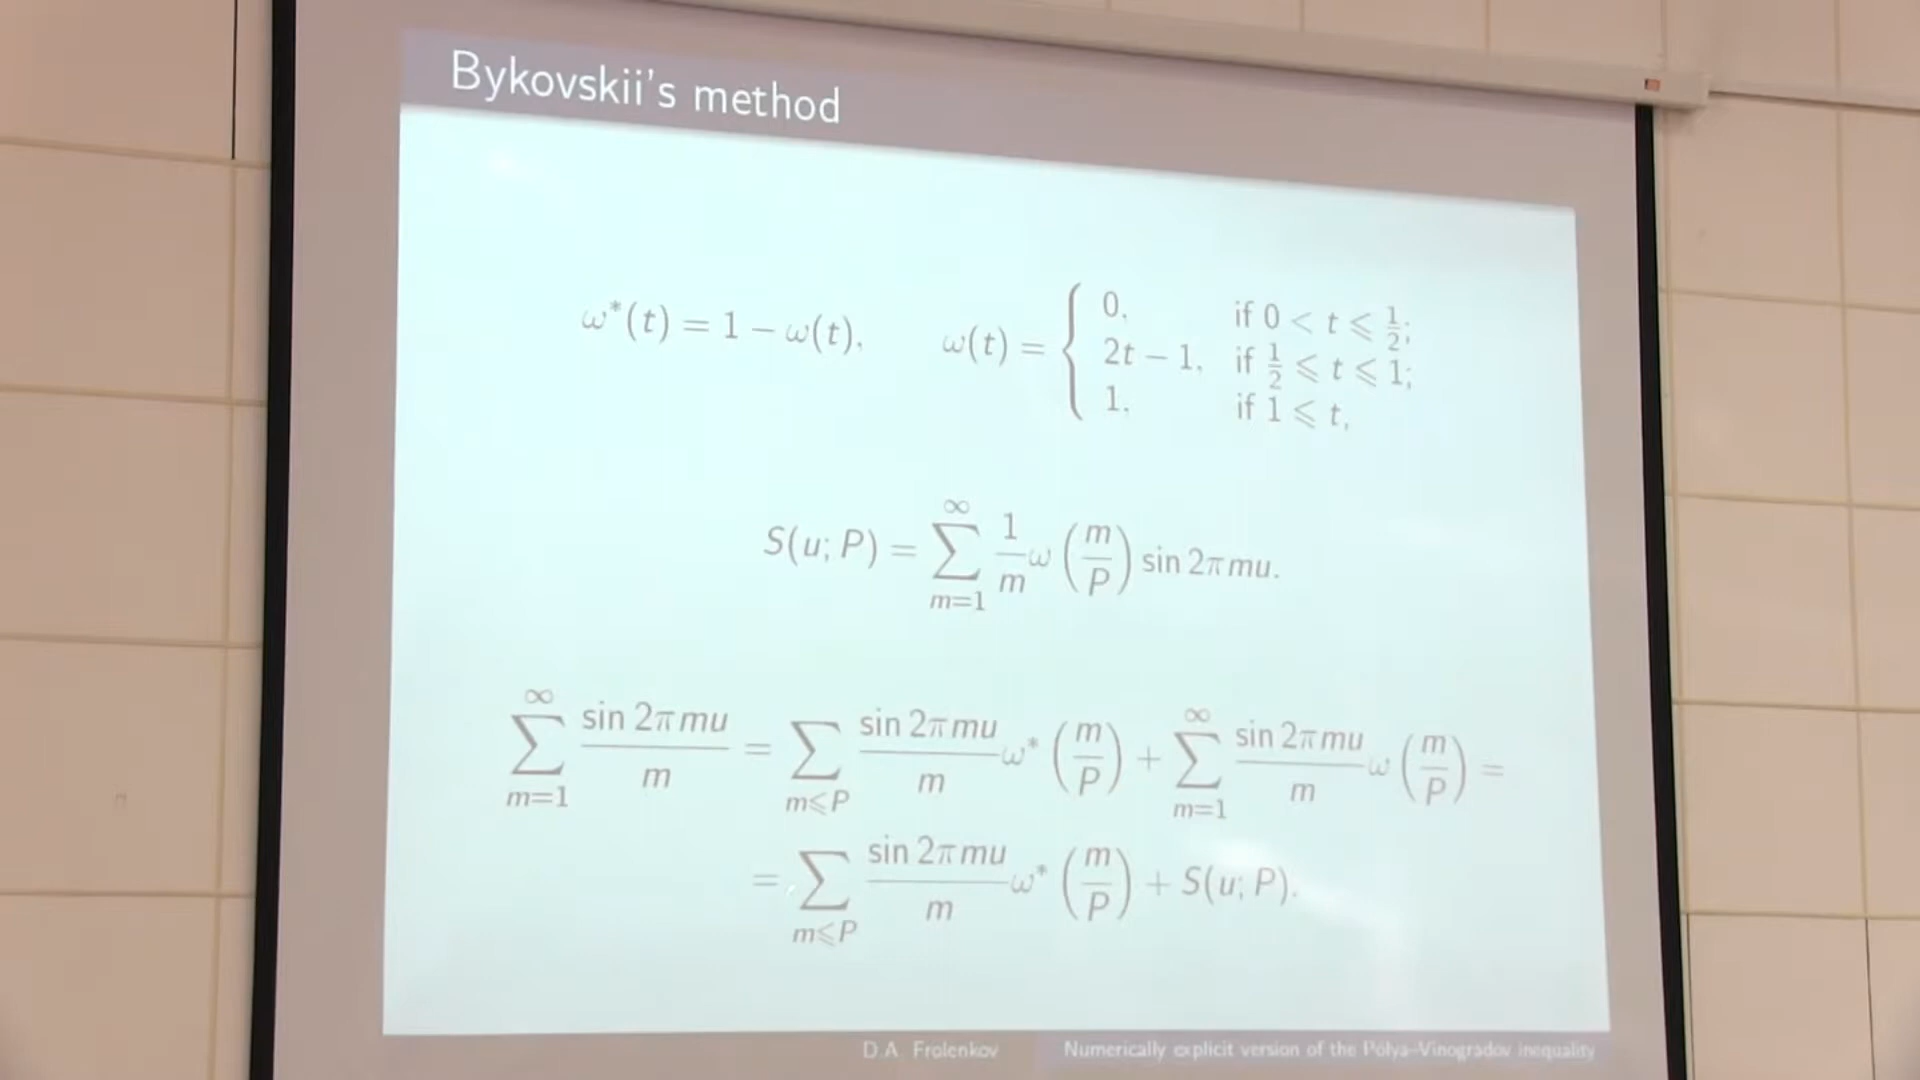 Bykovskii's method
ω*(t) = 1 − ω(t), ω(t) = { 0, if 0 < t ⩽ 1/2;
2t − 1, if 1/2 ⩽ t ⩽ 1;
1, if 1 ⩽ t,
S(u; P) = ∑_{m=1}^{∞} 1/m ω(m/P) sin 2πmu.
∑_{m=1}^{∞} sin 2πmu / m = ∑_{m⩽P} sin 2πmu / m ω*(m/P) + ∑_{m=1}^{∞} sin 2πmu / m ω(m/P) =
= ∑_{m⩽P} sin 2πmu / m ω*(m/P) + S(u; P).
D.A. Frolenkov Numerically explicit version of the Pólya–Vinogradov inequality